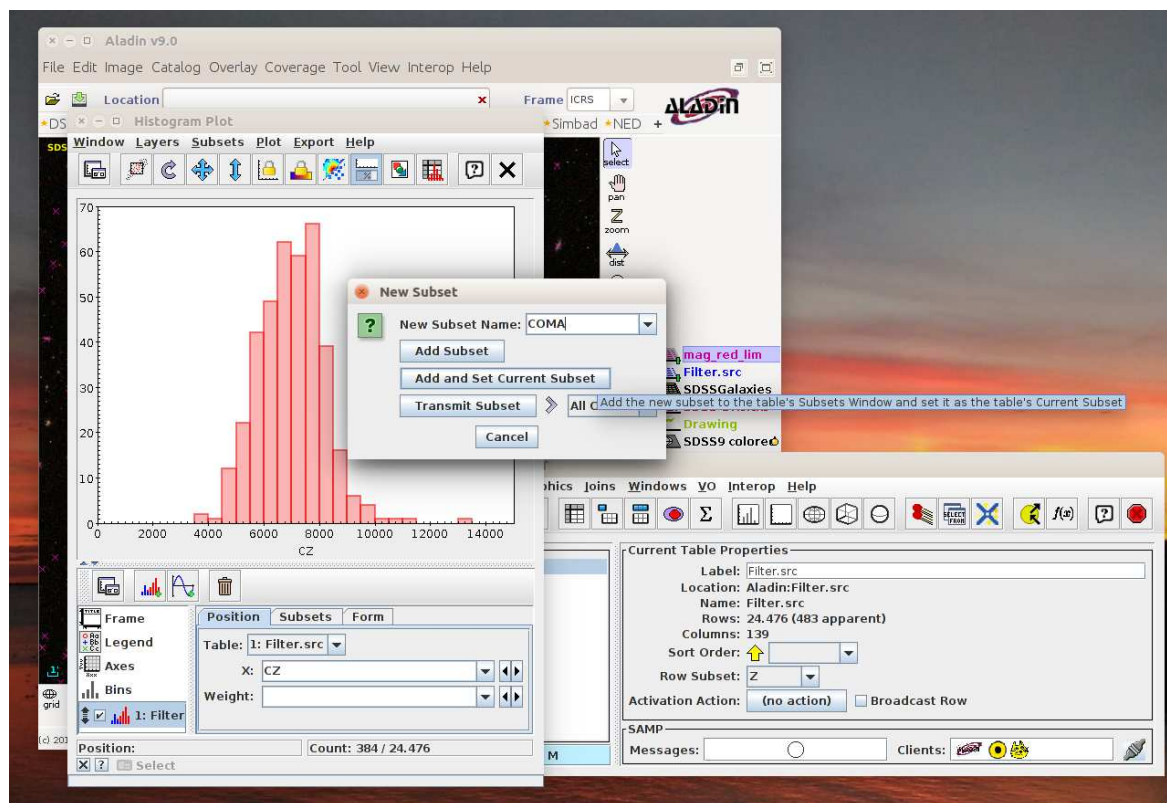 Aladin v9.0
File Edit Image Catalog Overlay Coverage Tool View Interop Help
Location
Frame ICRS
ALADIN
Histogram Plot
Simbad NED +
Window Layers Subsets Plot Export Help
select
pan
zoom
dist
70
60
50
40
30
20
10
0
0 2000 4000 6000 8000 10000 12000 14000
CZ
New Subset
New Subset Name: COMA
Add Subset
Add and Set Current Subset
Transmit Subset
Cancel
mag_red_lim
Filter.src
SDSSGalaxies
Add the new subset to the table's Subsets Window and set it as the table's Current Subset
Drawing
SDSS9 colored
Joins Windows VO Interop Help
SELECT FROM
f(x)
Current Table Properties
Label: Filter.src
Location: Aladin:Filter.src
Name: Filter.src
Rows: 24.476 (483 apparent)
Columns: 139
Sort Order:
Row Subset: Z
Activation Action: (no action) Broadcast Row
SAMP
Messages: Clients:
M
Frame
Legend
Axes
Bins
1: Filter
Position Subsets Form
Table: 1: Filter.src
X: CZ
Weight:
grid
Position: Count: 384 / 24.476
Select